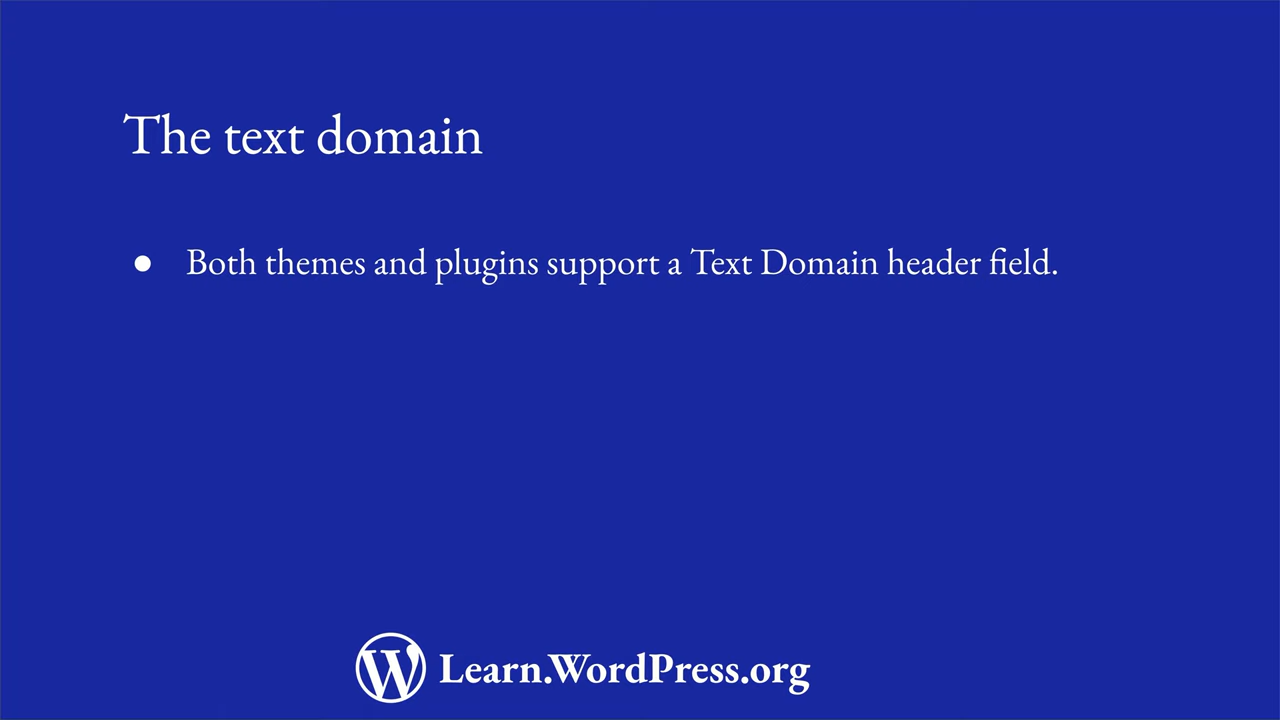 The text domain
● Both themes and plugins support a Text Domain header field.
Learn.WordPress.org